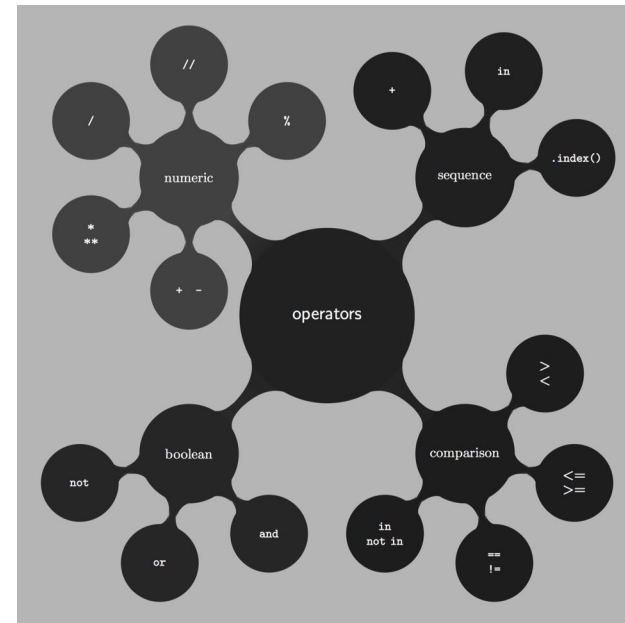 //
/
%
numeric
*
**
+ -
+
in
.index()
sequence
operators
>
<
<=
>=
comparison
in
not in
==
!=
boolean
not
or
and